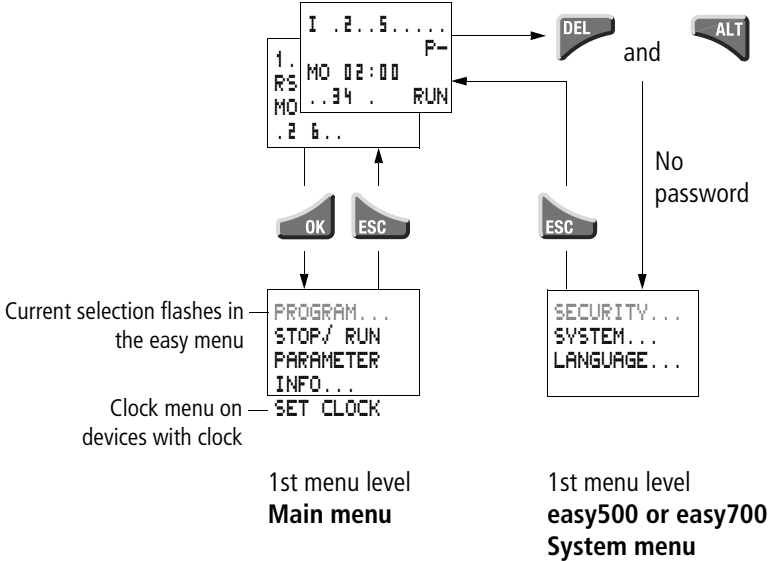 I .2..5.....
P-
MO 02:00
..34 . RUN
1.
RS
MO
.2 6..
DEL
and
ALT
No
password
OK
ESC
ESC
Current selection flashes in
the easy menu
PROGRAM...
STOP√ RUN
PARAMETER
INFO...
SET CLOCK
Clock menu on
devices with clock
SECURITY...
SYSTEM...
LANGUAGE...
1st menu level
Main menu
1st menu level
easy500 or easy700
System menu